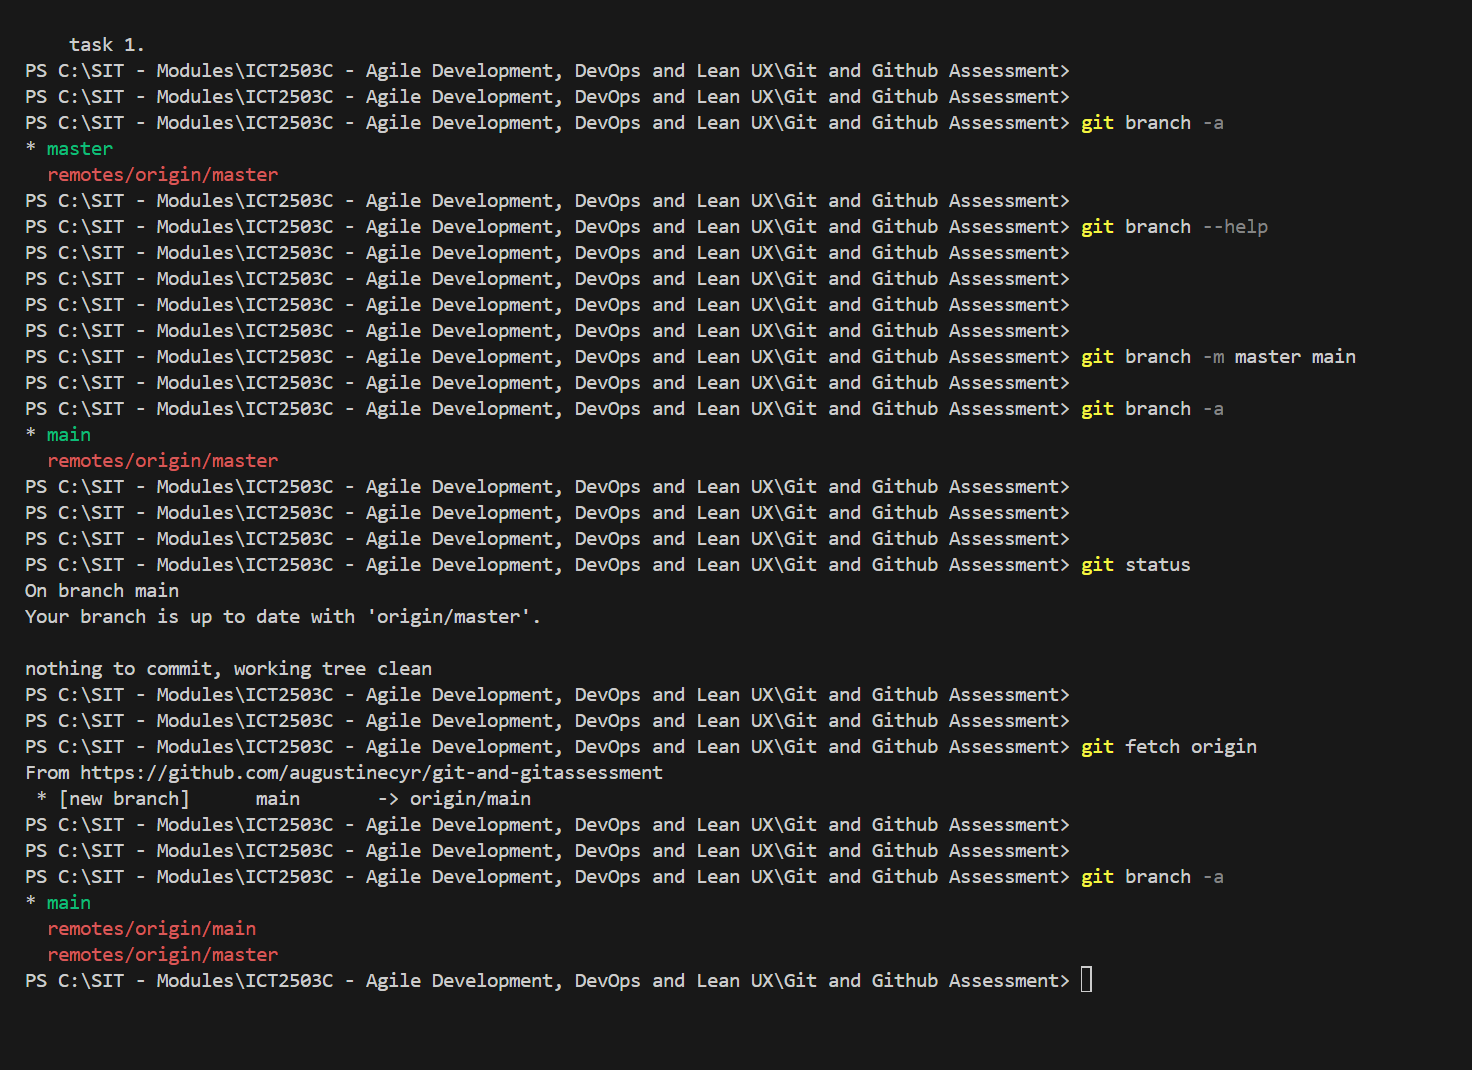 task 1.
PS C:\SIT - Modules\ICT2503C - Agile Development, DevOps and Lean UX\Git and Github Assessment>
PS C:\SIT - Modules\ICT2503C - Agile Development, DevOps and Lean UX\Git and Github Assessment>
PS C:\SIT - Modules\ICT2503C - Agile Development, DevOps and Lean UX\Git and Github Assessment> git branch -a
* master
remotes/origin/master
PS C:\SIT - Modules\ICT2503C - Agile Development, DevOps and Lean UX\Git and Github Assessment>
PS C:\SIT - Modules\ICT2503C - Agile Development, DevOps and Lean UX\Git and Github Assessment> git branch --help
PS C:\SIT - Modules\ICT2503C - Agile Development, DevOps and Lean UX\Git and Github Assessment>
PS C:\SIT - Modules\ICT2503C - Agile Development, DevOps and Lean UX\Git and Github Assessment>
PS C:\SIT - Modules\ICT2503C - Agile Development, DevOps and Lean UX\Git and Github Assessment>
PS C:\SIT - Modules\ICT2503C - Agile Development, DevOps and Lean UX\Git and Github Assessment>
PS C:\SIT - Modules\ICT2503C - Agile Development, DevOps and Lean UX\Git and Github Assessment> git branch -m master main
PS C:\SIT - Modules\ICT2503C - Agile Development, DevOps and Lean UX\Git and Github Assessment>
PS C:\SIT - Modules\ICT2503C - Agile Development, DevOps and Lean UX\Git and Github Assessment> git branch -a
* main
remotes/origin/master
PS C:\SIT - Modules\ICT2503C - Agile Development, DevOps and Lean UX\Git and Github Assessment>
PS C:\SIT - Modules\ICT2503C - Agile Development, DevOps and Lean UX\Git and Github Assessment>
PS C:\SIT - Modules\ICT2503C - Agile Development, DevOps and Lean UX\Git and Github Assessment>
PS C:\SIT - Modules\ICT2503C - Agile Development, DevOps and Lean UX\Git and Github Assessment> git status
On branch main
Your branch is up to date with 'origin/master'.
nothing to commit, working tree clean
PS C:\SIT - Modules\ICT2503C - Agile Development, DevOps and Lean UX\Git and Github Assessment>
PS C:\SIT - Modules\ICT2503C - Agile Development, DevOps and Lean UX\Git and Github Assessment>
PS C:\SIT - Modules\ICT2503C - Agile Development, DevOps and Lean UX\Git and Github Assessment> git fetch origin
From https://github.com/augustinecyr/git-and-gitassessment
* [new branch]      main       -> origin/main
PS C:\SIT - Modules\ICT2503C - Agile Development, DevOps and Lean UX\Git and Github Assessment>
PS C:\SIT - Modules\ICT2503C - Agile Development, DevOps and Lean UX\Git and Github Assessment>
PS C:\SIT - Modules\ICT2503C - Agile Development, DevOps and Lean UX\Git and Github Assessment> git branch -a
* main
remotes/origin/main
remotes/origin/master
PS C:\SIT - Modules\ICT2503C - Agile Development, DevOps and Lean UX\Git and Github Assessment>